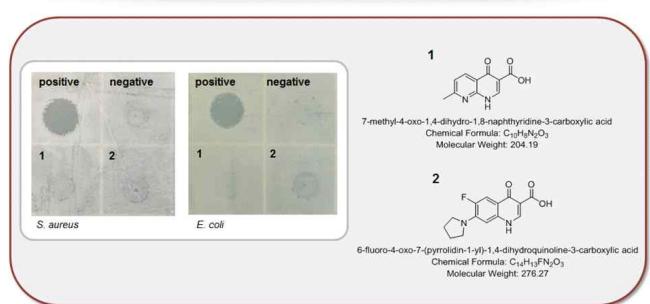 positive negative
1 2
S. aureus
positive negative
1 2
E. coli
1
O O
OH
N N
H
7-methyl-4-oxo-1,4-dihydro-1,8-naphthyridine-3-carboxylic acid
Chemical Formula: C₁₀H₈N₂O₃
Molecular Weight: 204.19
2
O O
F OH
N N
H
6-fluoro-4-oxo-7-(pyrrolidin-1-yl)-1,4-dihydroquinoline-3-carboxylic acid
Chemical Formula: C₁₄H₁₃FN₂O₃
Molecular Weight: 276.27